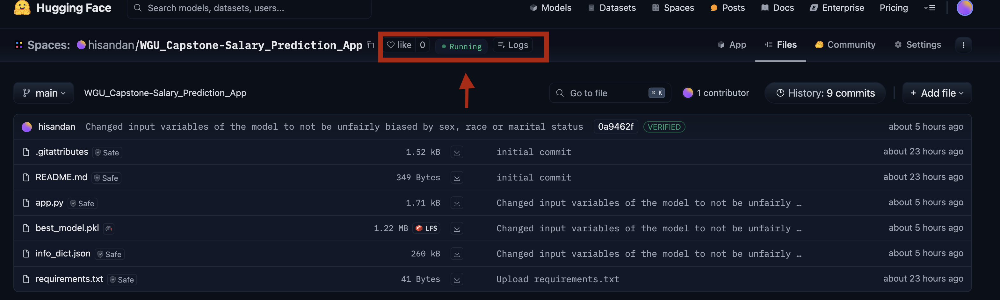 Hugging Face Search models, datasets, users... Models Datasets Spaces Posts Docs Enterprise Pricing
Spaces: hisandan/WGU_Capstone-Salary_Prediction_App like 0 Running Logs App Files Community Settings
main WGU_Capstone-Salary_Prediction_App Go to file ⌘ K 1 contributor History: 9 commits + Add file
hisandan Changed input variables of the model to not be unfairly biased by sex, race or marital status 0a9462f VERIFIED about 5 hours ago
.gitattributes Safe 1.52 kB initial commit about 23 hours ago
README.md Safe 349 Bytes initial commit about 23 hours ago
app.py Safe 1.71 kB Changed input variables of the model to not be unfairly … about 5 hours ago
best_model.pkl 1.22 MB LFS Changed input variables of the model to not be unfairly … about 5 hours ago
info_dict.json Safe 260 kB Changed input variables of the model to not be unfairly … about 5 hours ago
requirements.txt Safe 41 Bytes Upload requirements.txt about 23 hours ago